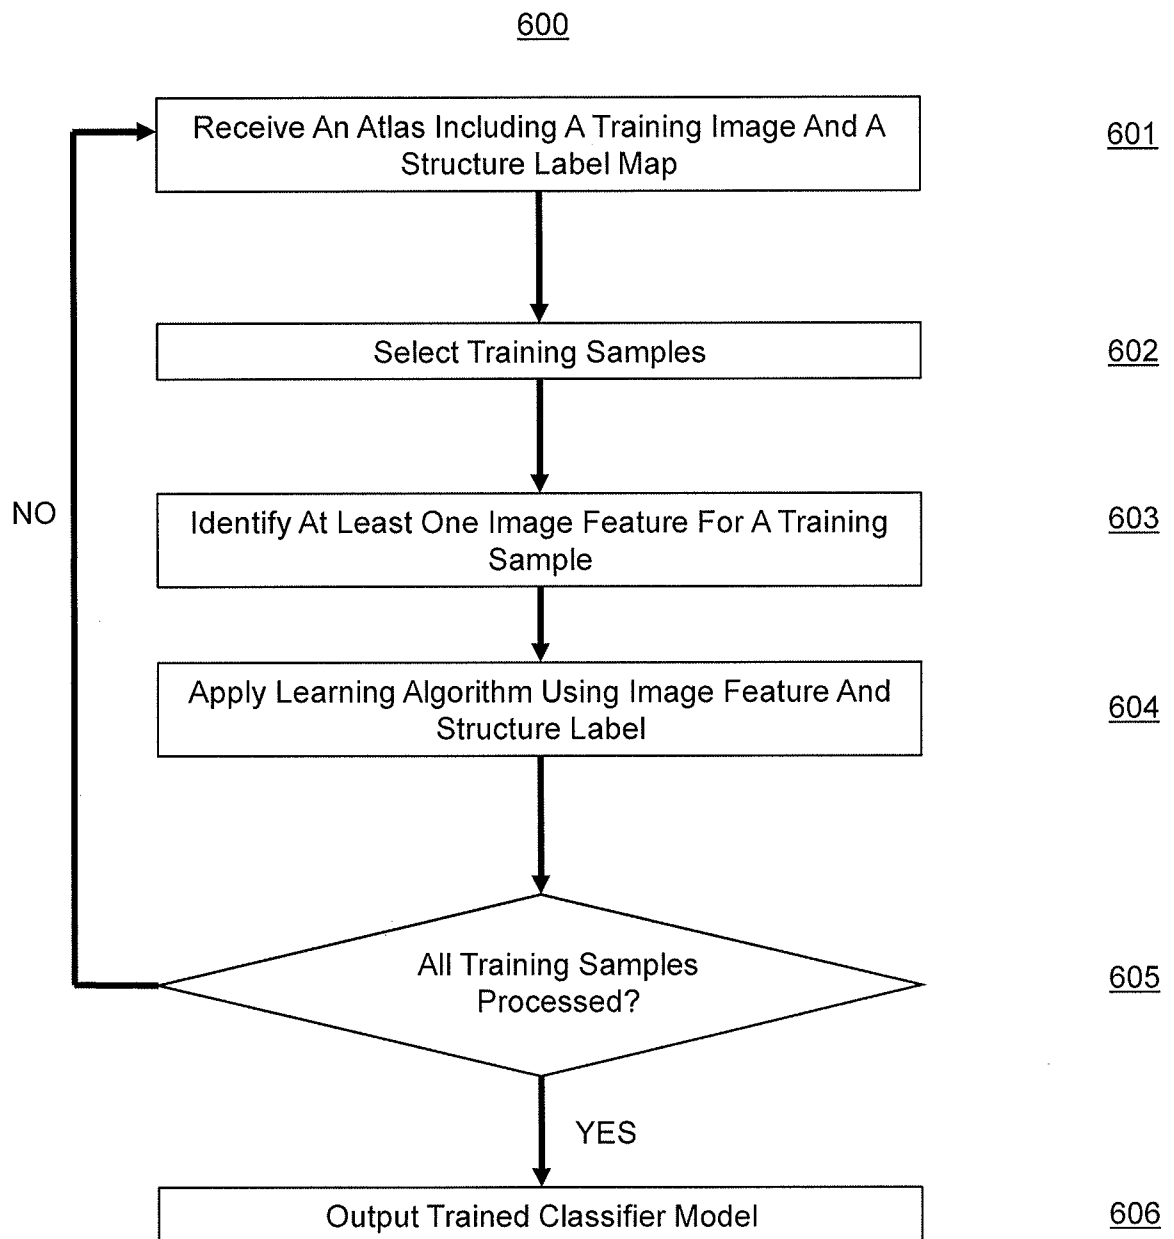 600
Receive An Atlas Including A Training Image And A
Structure Label Map
601
Select Training Samples
602
Identify At Least One Image Feature For A Training
Sample
603
NO
Apply Learning Algorithm Using Image Feature And
Structure Label
604
All Training Samples
Processed?
605
YES
Output Trained Classifier Model
606